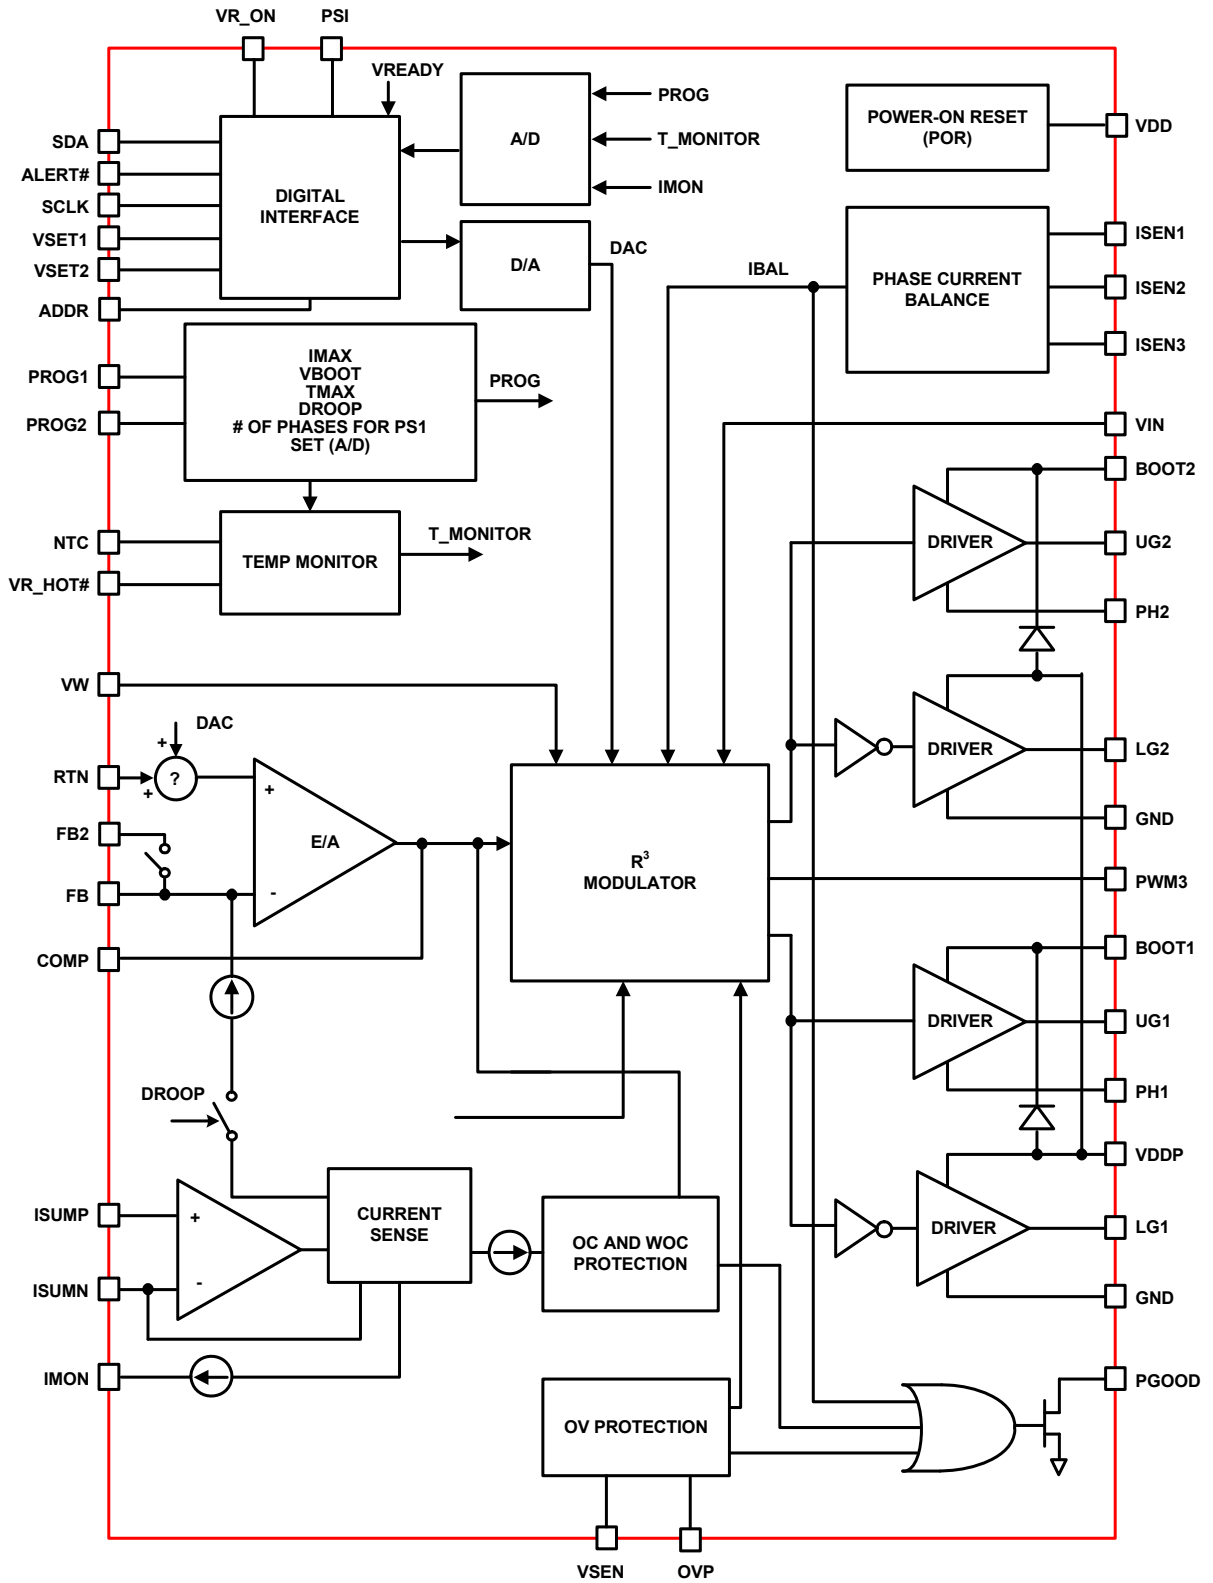 VR_ON
PSI
VREADY
SDA
ALERT#
SCLK
VSET1
VSET2
ADDR
DIGITAL
INTERFACE
A/D
PROG
T_MONITOR
IMON
D/A
DAC
POWER-ON RESET
(POR)
VDD
IBAL
PHASE CURRENT
BALANCE
ISEN1
ISEN2
ISEN3
PROG1
PROG2
IMAX
VBOOT
TMAX
DROOP
# OF PHASES FOR PS1
SET (A/D)
PROG
VIN
BOOT2
NTC
VR_HOT#
TEMP MONITOR
T_MONITOR
DRIVER
UG2
PH2
VW
DAC
+
RTN
+
?
+
E/A
-
FB2
FB
COMP
R3
MODULATOR
DRIVER
LG2
GND
PWM3
BOOT1
DRIVER
UG1
PH1
VDDP
DROOP
ISUMP
+
-
ISUMN
IMON
CURRENT
SENSE
OC AND WOC
PROTECTION
DRIVER
LG1
GND
OV PROTECTION
PGOOD
VSEN
OVP